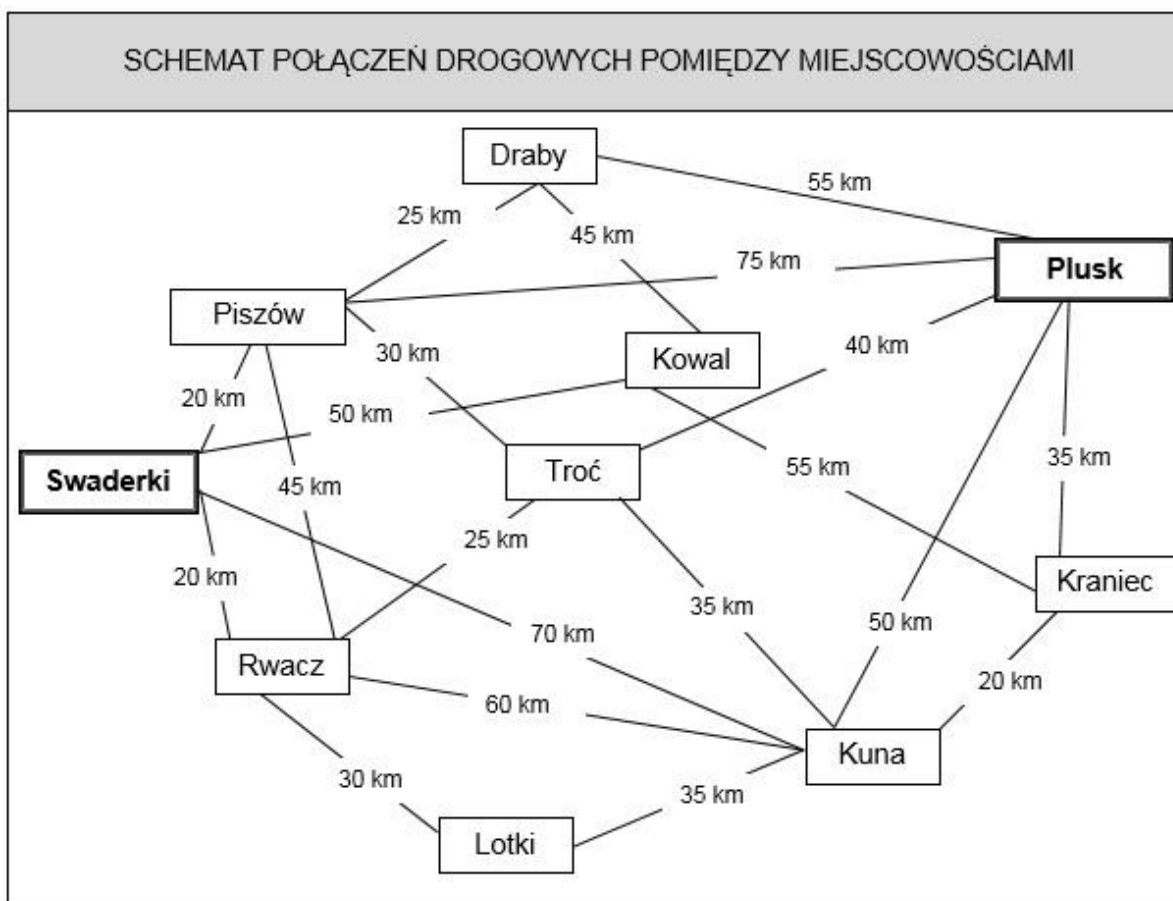 SCHEMAT POŁĄCZEŃ DROGOWYCH POMIĘDZY MIEJSCOWOŚCIAMI
Draby
55 km
25 km
45 km
75 km
Plusk
Piszów
30 km
Kowal
40 km
20 km
50 km
Swaderki
45 km
Troć
55 km
35 km
25 km
20 km
Kraniec
35 km
50 km
70 km
Rwacz
20 km
60 km
Kuna
30 km
35 km
Lotki